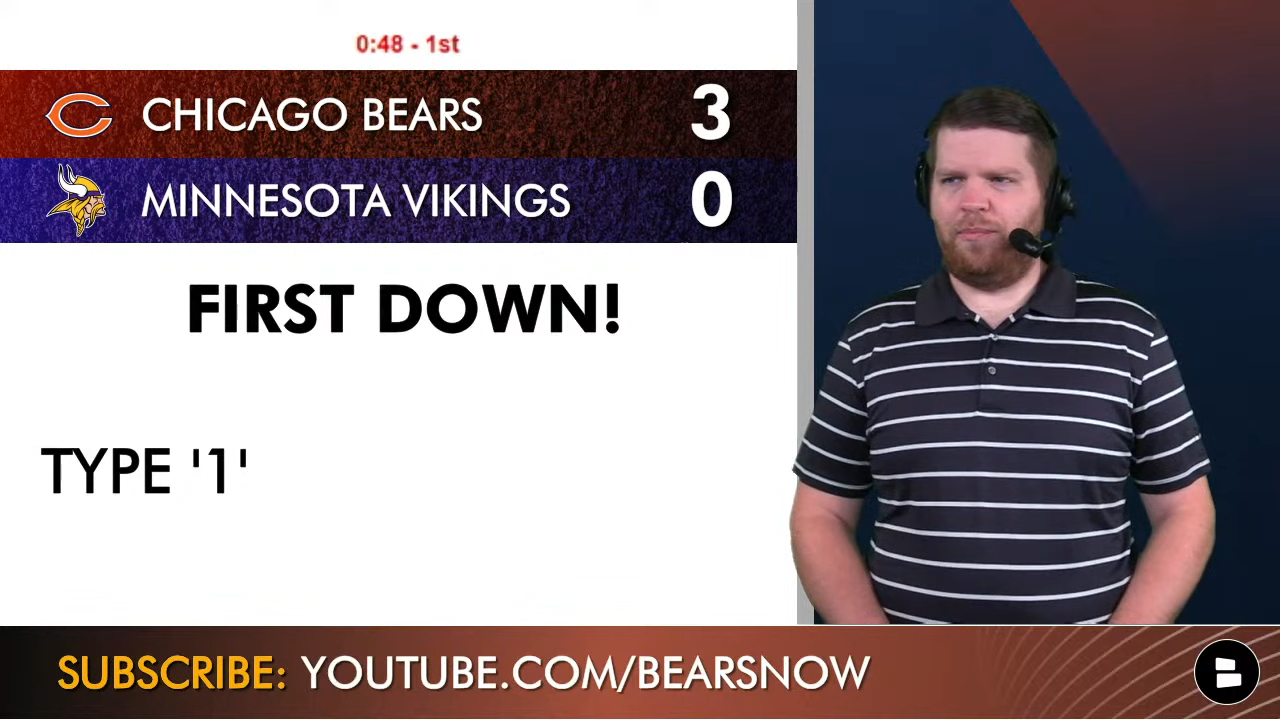 0:48 - 1st
CHICAGO BEARS 3
MINNESOTA VIKINGS 0
FIRST DOWN!
TYPE '1'
SUBSCRIBE: YOUTUBE.COM/BEARSNOW